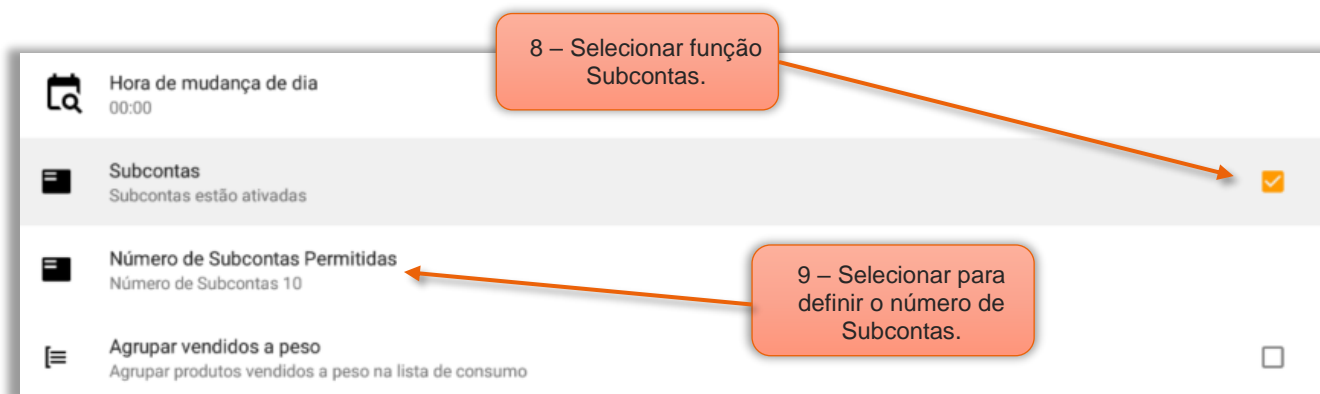 8 – Selecionar função
Subcontas.
Hora de mudança de dia
00:00
Subcontas
Subcontas estão ativadas
Número de Subcontas Permitidas
Número de Subcontas 10
9 – Selecionar para
definir o número de
Subcontas.
Agrupar vendidos a peso
Agrupar produtos vendidos a peso na lista de consumo